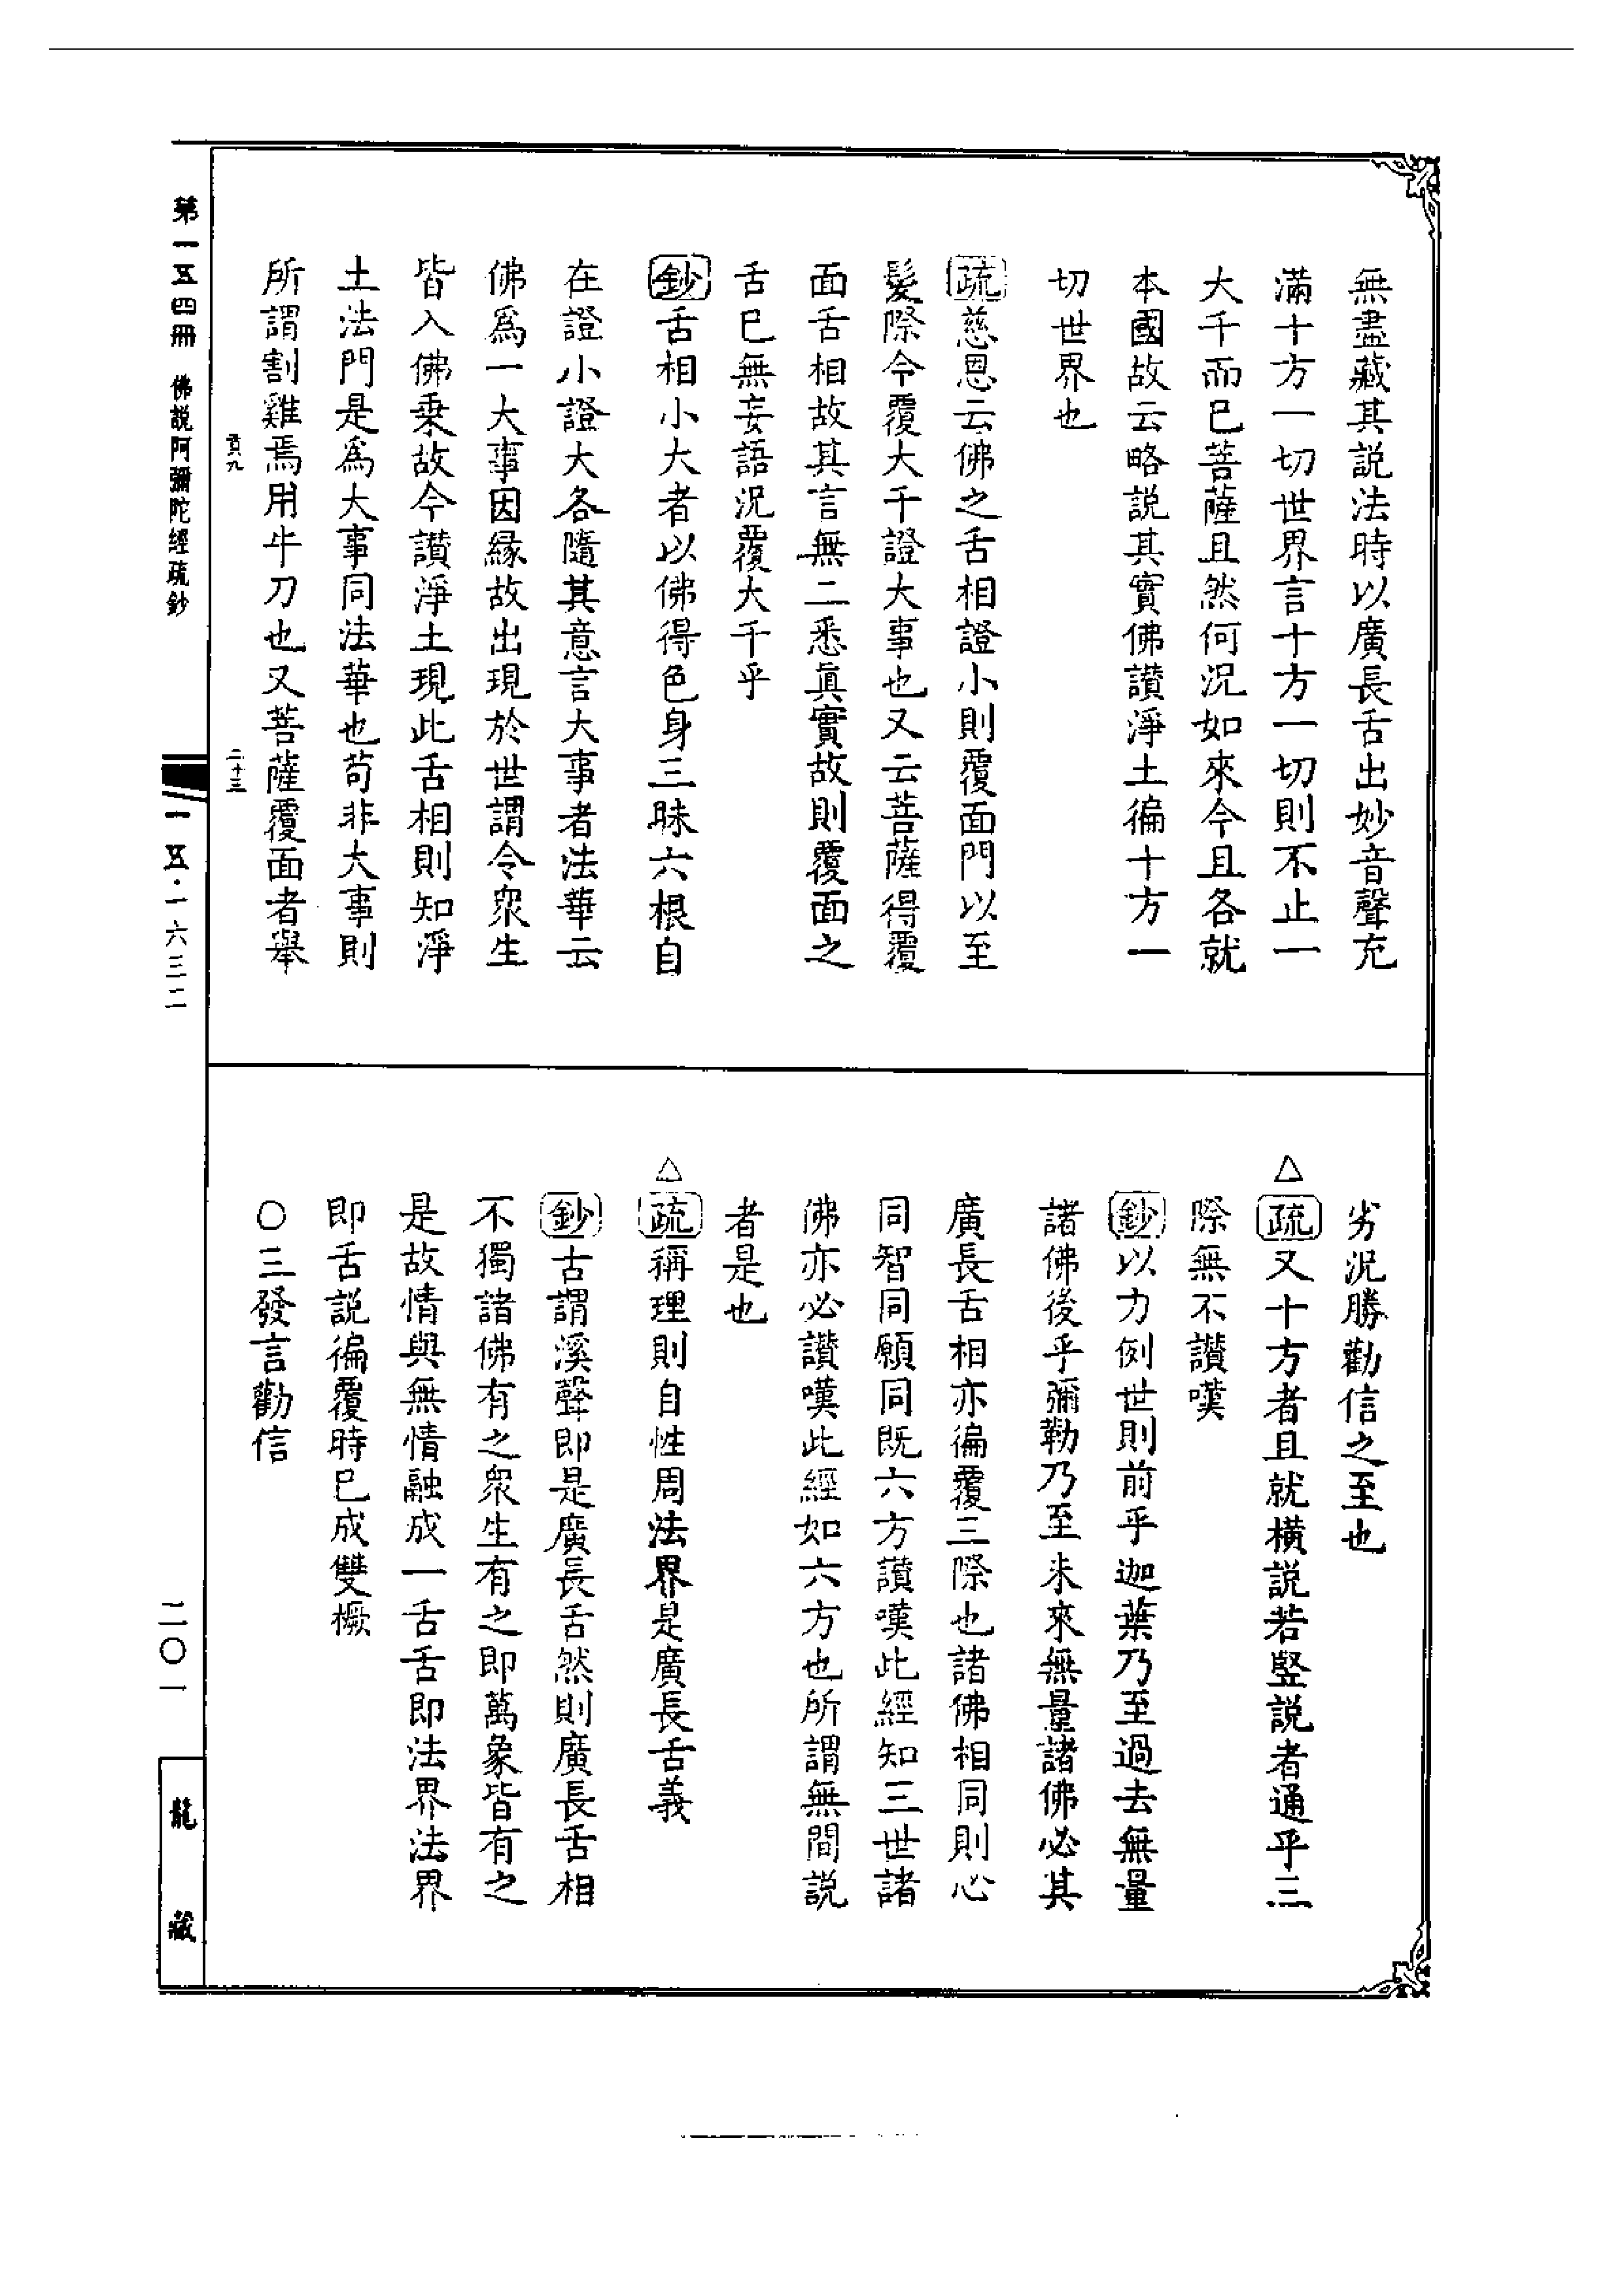 無盡藏其説法時以廣長舌出妙音聲充
滿十方一切世界言十方一切則不止一
大千而已菩薩且然何況如來今且各就
本國故云略説其實佛讚淨土徧十方一
切世界也
疏慈恩云佛之舌相證小則覆面門以至
髮際今覆大千證大事也又云菩薩得覆
面舌相故其言無二悉眞實故則覆面之
舌已無妄語況覆大千乎
鈔舌相小大者以佛得色身三昧六根自
在證小證大各隨其意言大事者法華云
佛爲一大事因緣故出現於世謂令衆生
皆入佛乘故今讚淨土現此舌相則知淨
土法門是爲大事同法華也苟非大事則
所謂割雞焉用牛刀也又菩薩覆面者舉
貢九
二十三
劣況勝勸信之至也
△疏又十方者且就橫説若竪説者通乎三
際無不讚嘆
鈔以力例世則前乎迦葉乃至過去無量
諸佛後乎彌勒乃至未來無量諸佛必其
廣長舌相亦徧覆三際也諸佛相同則心
同智同願同既六方讚嘆此經知三世諸
佛亦必讚嘆此經如六方也所謂無間説
者是也
△疏稱理則自性周法界是廣長舌義
鈔古謂溪聲即是廣長舌然則廣長舌相
不獨諸佛有之衆生有之即萬象皆有之
是故情與無情融成一舌舌即法界法界
即舌説徧覆時已成雙橛
○三發言勸信
第一五四冊 佛説阿彌陀經疏鈔
一五·一六三二
二〇一
龍藏